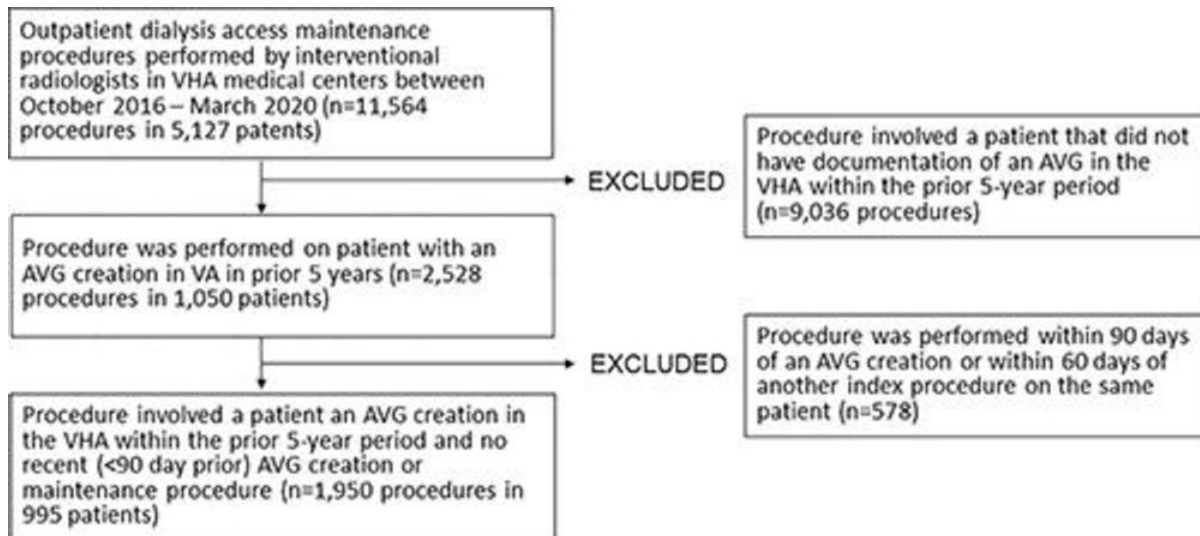 Outpatient dialysis access maintenance
procedures performed by interventional
radiologists in VHA medical centers between
October 2016 – March 2020 (n=11,564
procedures in 5,127 patents)
EXCLUDED
Procedure involved a patient that did not
have documentation of an AVG in the
VHA within the prior 5-year period
(n=9,036 procedures)
Procedure was performed on patient with an
AVG creation in VA in prior 5 years (n=2,528
procedures in 1,050 patients)
EXCLUDED
Procedure was performed within 90 days
of an AVG creation or within 60 days of
another index procedure on the same
patient (n=578)
Procedure involved a patient an AVG creation in
the VHA within the prior 5-year period and no
recent (<90 day prior) AVG creation or
maintenance procedure (n=1,950 procedures in
995 patients)